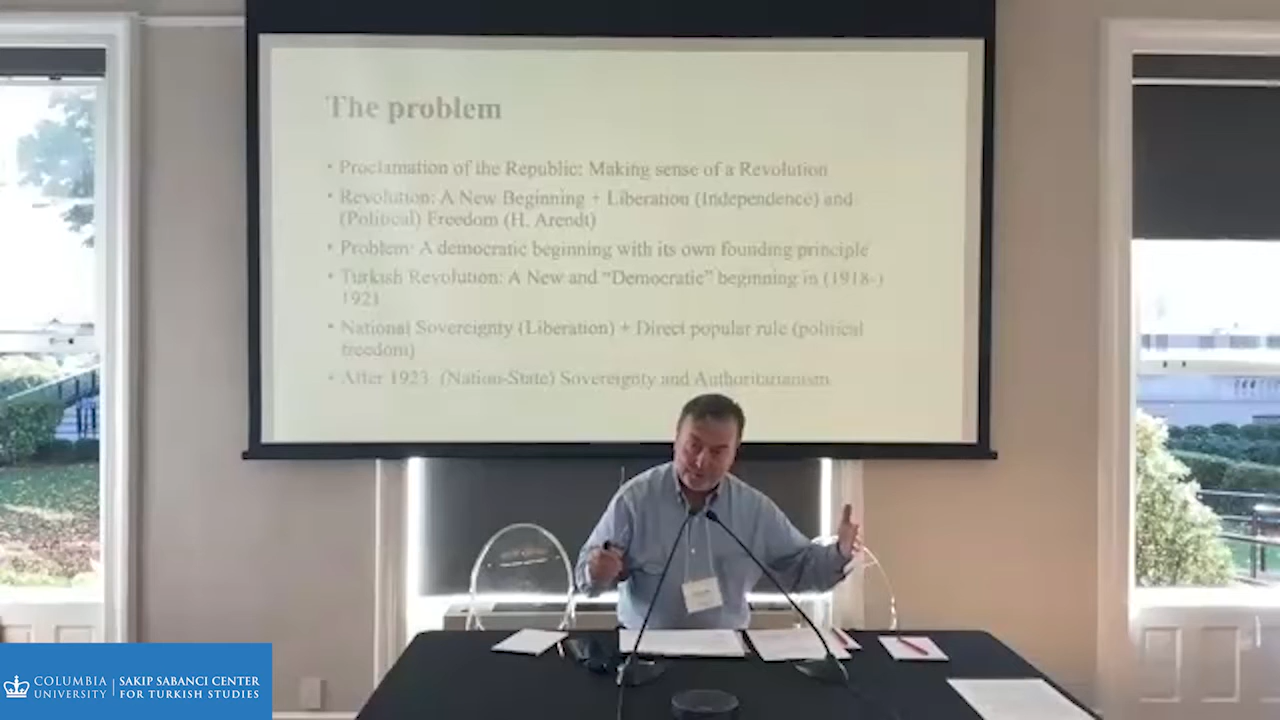 The problem
• Proclamation of the Republic: Making sense of a Revolution
• Revolution: A New Beginning + Liberation (Independence) and
(Political) Freedom (H. Arendt)
• Problem: A democratic beginning with its own founding principle
• Turkish Revolution: A New and “Democratic” beginning in (1918-)
1921
• National Sovereignty (Liberation) + Direct popular rule (political
freedom)
• After 1923 (Nation-State) Sovereignty and Authoritarianism
COLUMBIA
UNIVERSITY
SAKIP SABANCI CENTER
FOR TURKISH STUDIES